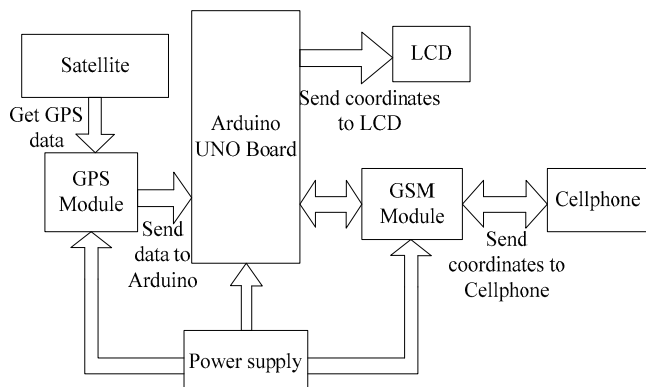 Satellite
Get GPS
data
GPS
Module
Send
data to
Arduino
Arduino
UNO Board
LCD
Send coordinates
to LCD
GSM
Module
Cellphone
Send
coordinates to
Cellphone
Power supply